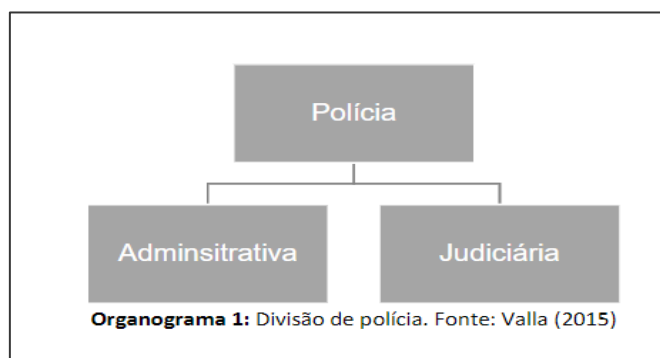 Polícia
Adminsitrativa
Judiciária
Organograma 1: Divisão de polícia. Fonte: Valla (2015)